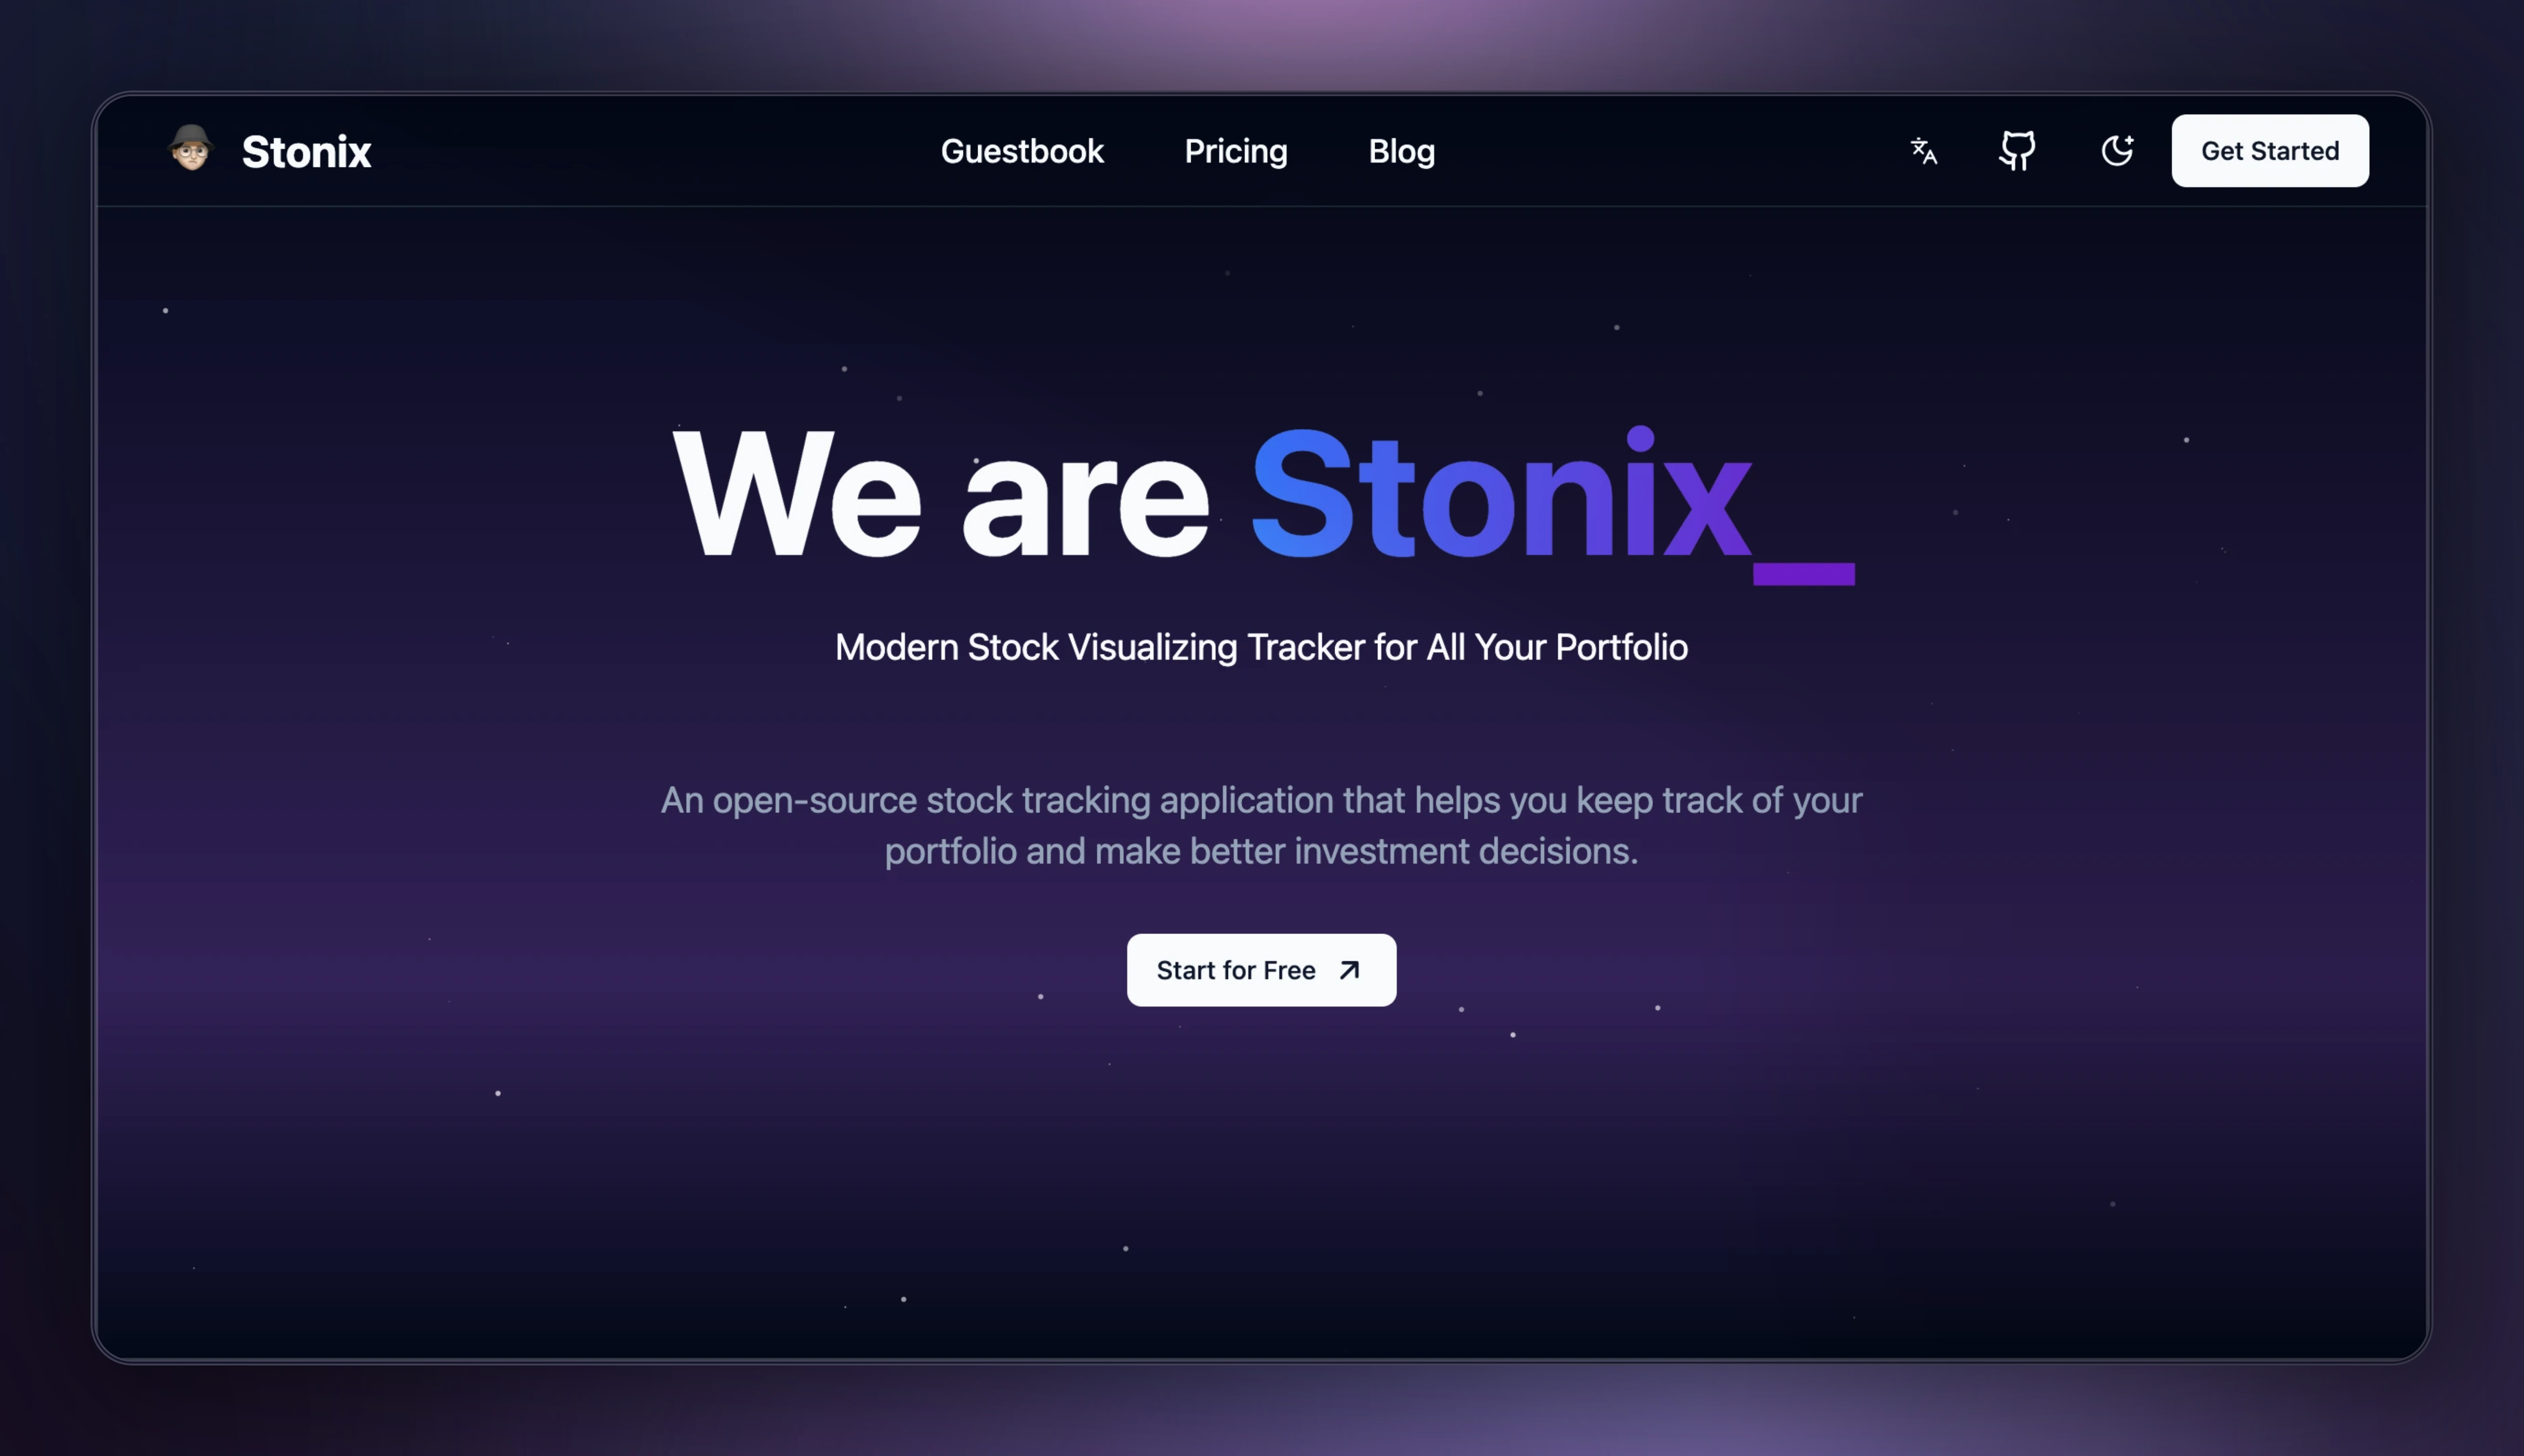 Stonix
Guestbook
Pricing
Blog
Get Started
We are Stonix_
Modern Stock Visualizing Tracker for All Your Portfolio
An open-source stock tracking application that helps you keep track of your
portfolio and make better investment decisions.
Start for Free